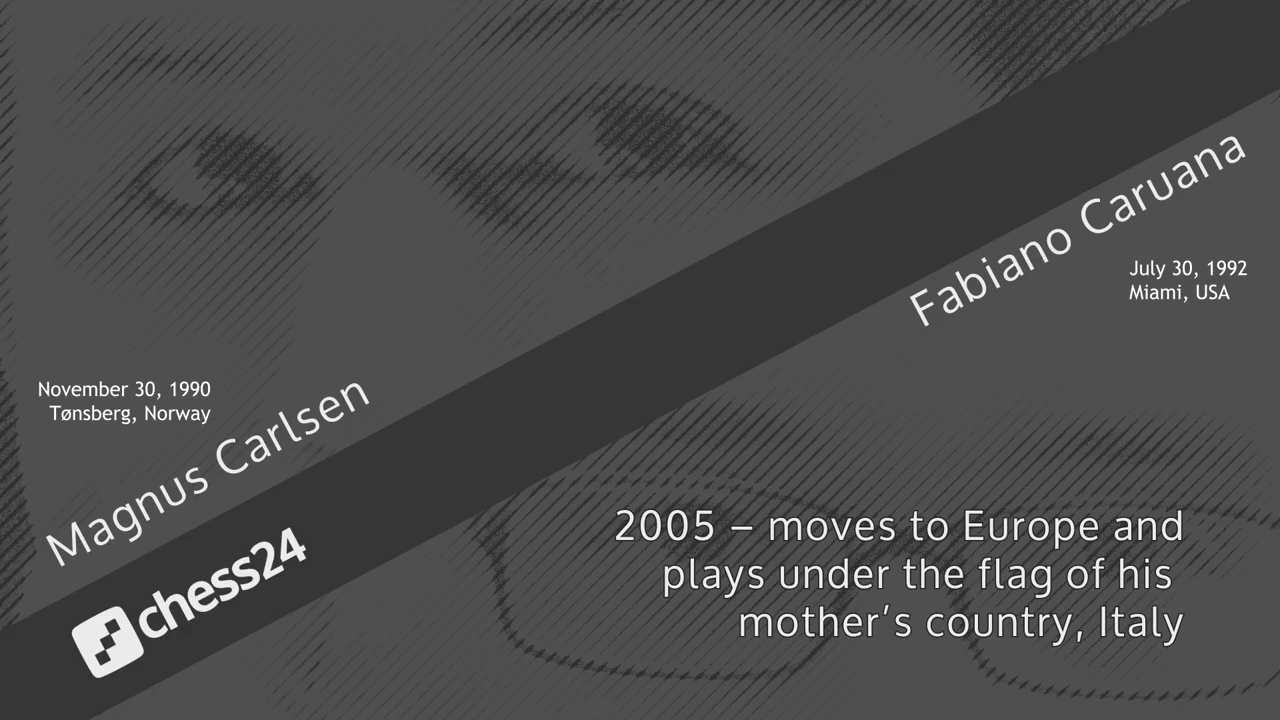 Fabiano Caruana
July 30, 1992
Miami, USA
November 30, 1990
Tønsberg, Norway
Magnus Carlsen
chess24
2005 – moves to Europe and
plays under the flag of his
mother’s country, Italy